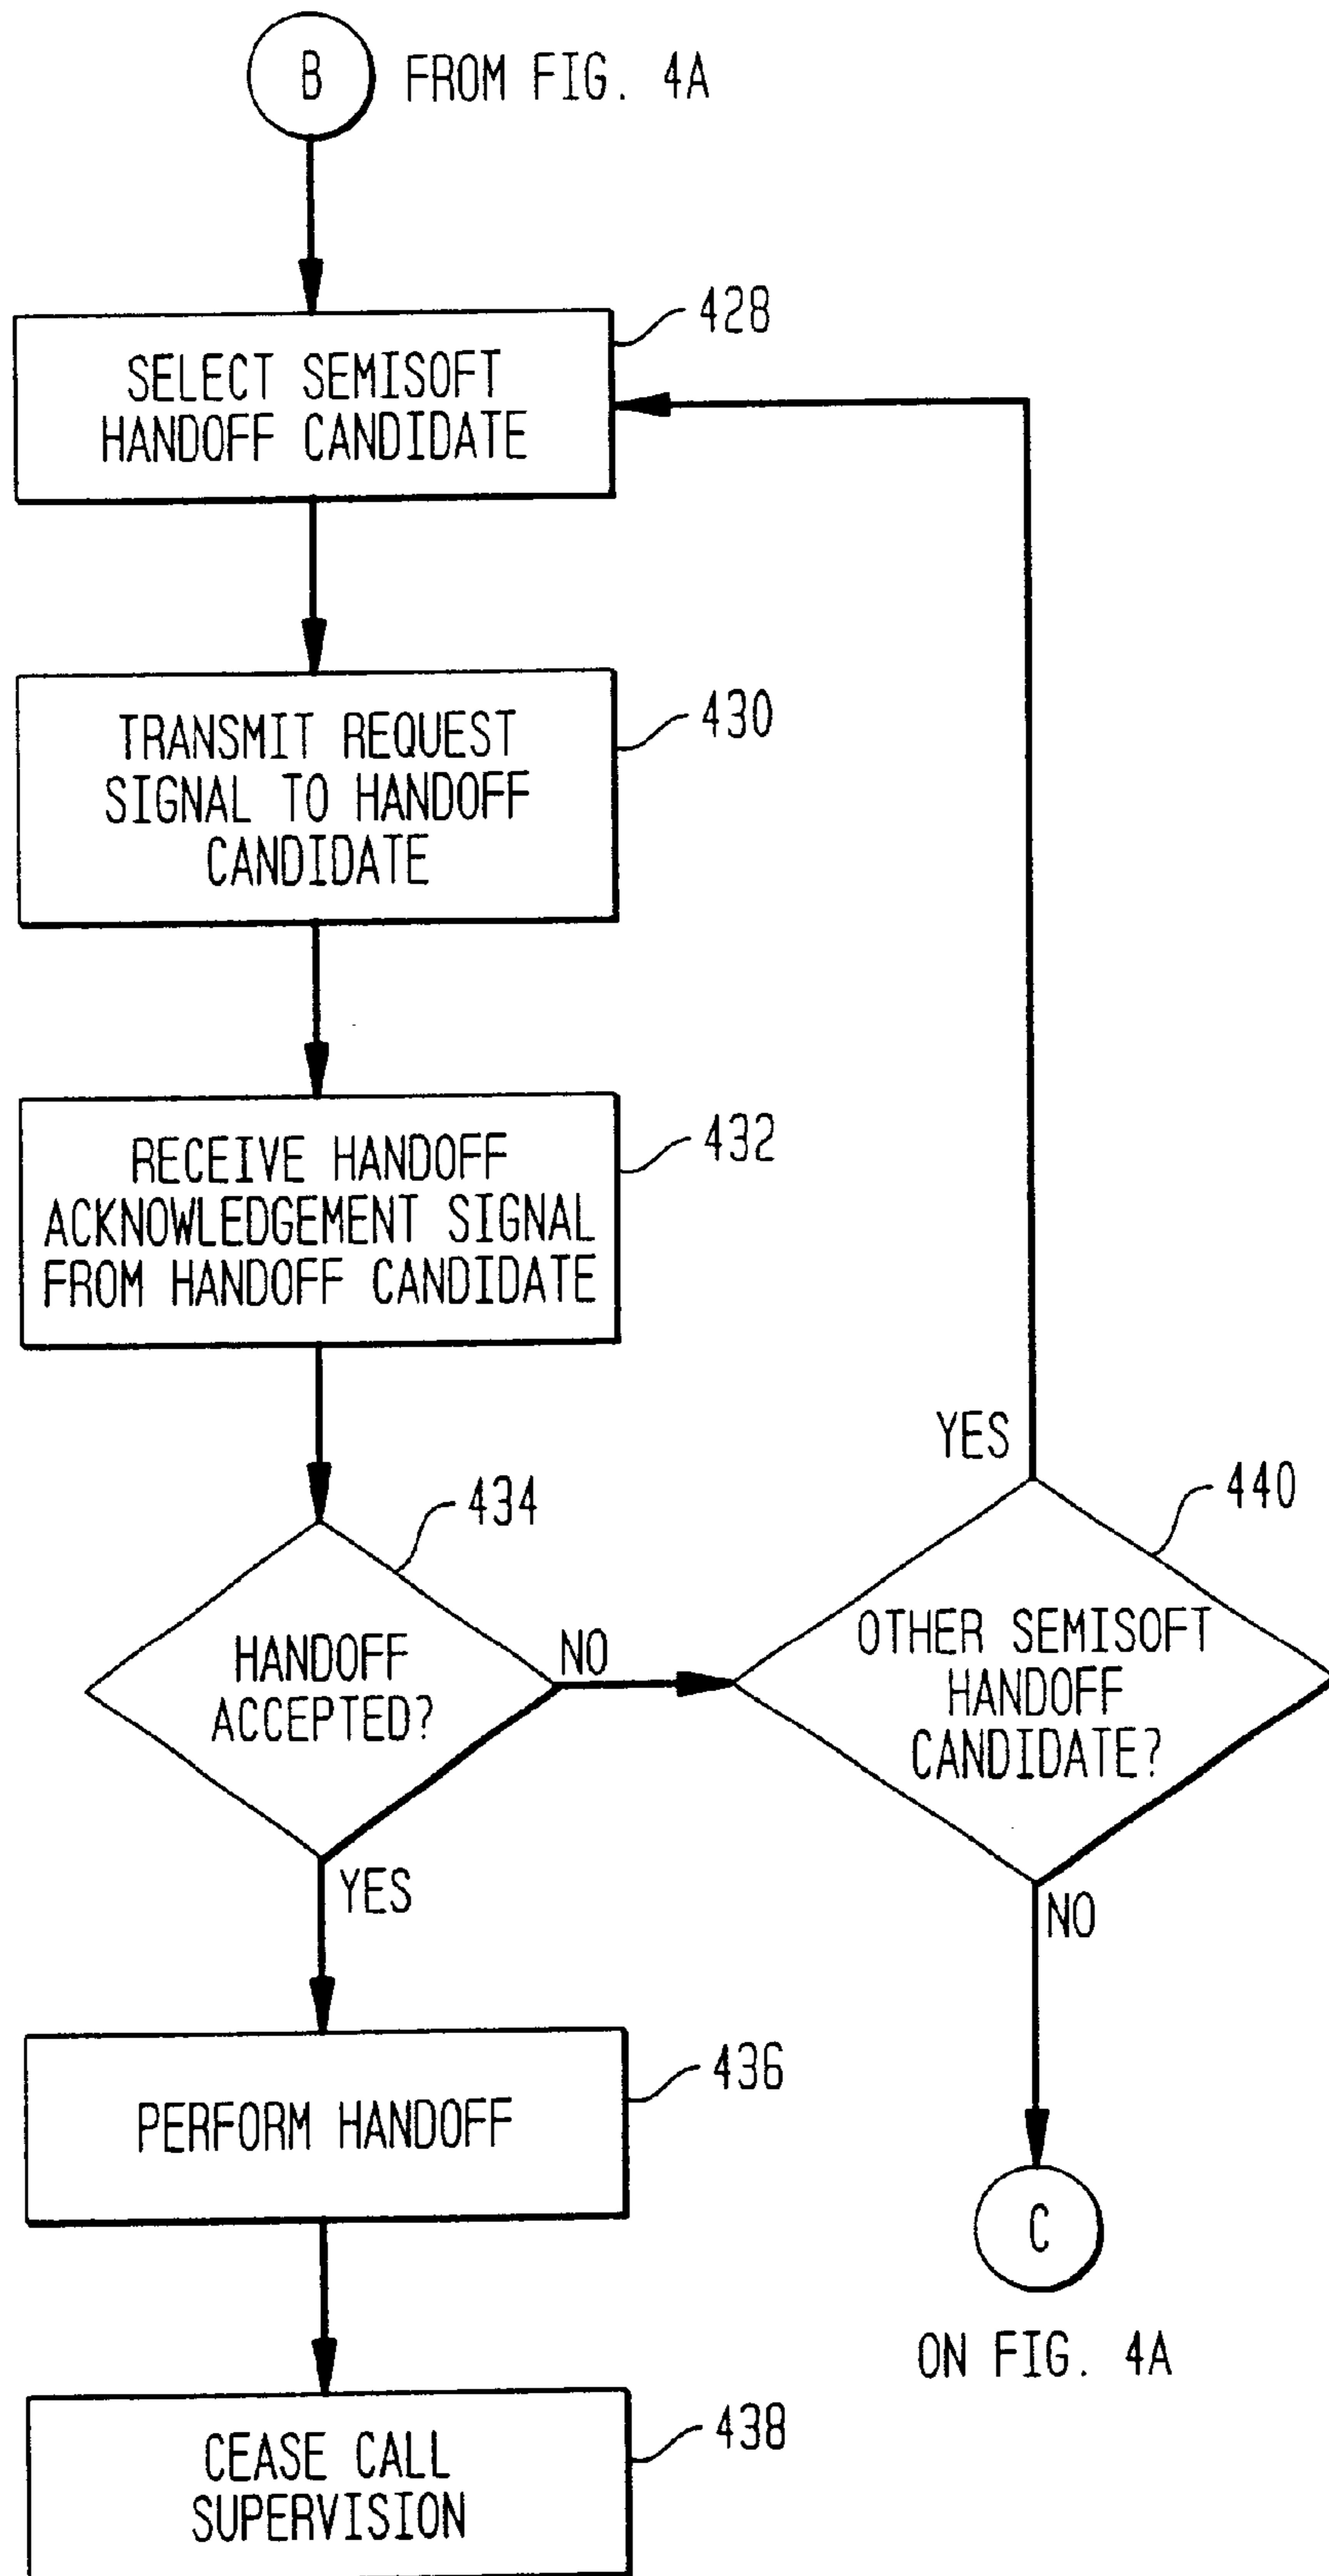 B FROM FIG. 4A
428
SELECT SEMISOFT
HANDOFF CANDIDATE
430
TRANSMIT REQUEST
SIGNAL TO HANDOFF
CANDIDATE
432
RECEIVE HANDOFF
ACKNOWLEDGEMENT SIGNAL
FROM HANDOFF CANDIDATE
434
HANDOFF
ACCEPTED?
NO
YES
YES
440
OTHER SEMISOFT
HANDOFF
CANDIDATE?
NO
436
PERFORM HANDOFF
C
ON FIG. 4A
438
CEASE CALL
SUPERVISION